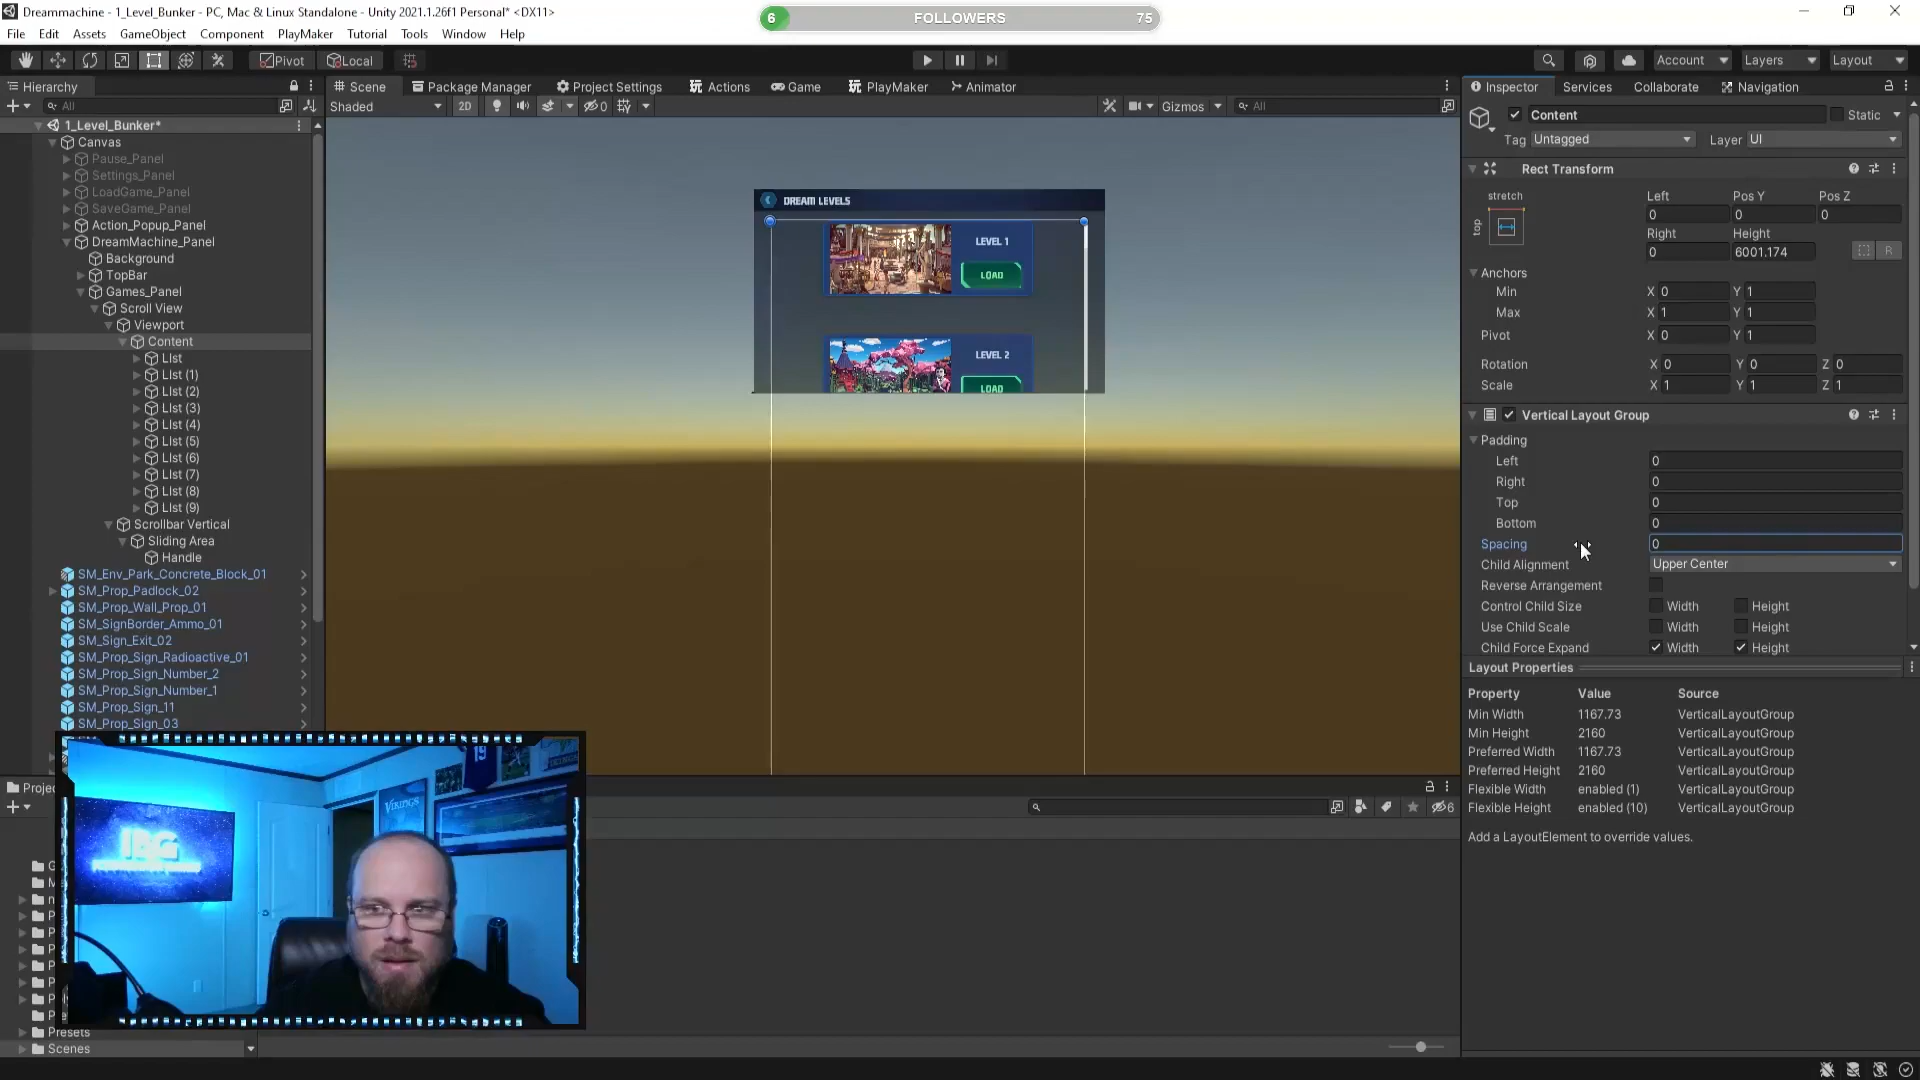 Dreammachine - 1_Level_Bunker - PC, Mac & Linux Standalone - Unity 2021.1.26f1 Personal* <DX11>
6 FOLLOWERS 75
File Edit Assets GameObject Component PlayMaker Tutorial Tools Window Help
Pivot Local
Account Layers Layout
Hierarchy
Scene Package Manager Project Settings Actions Game PlayMaker Animator
Inspector Services Collaborate Navigation
All
Shaded 2D 0 Gizmos All
1_Level_Bunker*
Canvas
Pause_Panel
Settings_Panel
LoadGame_Panel
SaveGame_Panel
Action_Popup_Panel
DreamMachine_Panel
Background
TopBar
Games_Panel
Scroll View
Viewport
Content
LIst
LIst (1)
LIst (2)
LIst (3)
LIst (4)
LIst (5)
LIst (6)
LIst (7)
LIst (8)
LIst (9)
Scrollbar Vertical
Sliding Area
Handle
SM_Env_Park_Concrete_Block_01
SM_Prop_Padlock_02
SM_Prop_Wall_Prop_01
SM_SignBorder_Ammo_01
SM_Sign_Exit_02
SM_Prop_Sign_Radioactive_01
SM_Prop_Sign_Number_2
SM_Prop_Sign_Number_1
SM_Prop_Sign_11
SM_Prop_Sign_03
DREAM LEVELS
LEVEL 1
LOAD
LEVEL 2
LOAD
Content Static
Tag Untagged Layer UI
Rect Transform
stretch
top
Left Pos Y Pos Z
0 0 0
Right Height
0 6001.174 R
Anchors
Min X 0 Y 1
Max X 1 Y 1
Pivot X 0 Y 1
Rotation X 0 Y 0 Z 0
Scale X 1 Y 1 Z 1
Vertical Layout Group
Padding
Left 0
Right 0
Top 0
Bottom 0
Spacing 0
Child Alignment Upper Center
Reverse Arrangement
Control Child Size Width Height
Use Child Scale Width Height
Child Force Expand Width Height
Layout Properties
Property Value Source
Min Width 1167.73 VerticalLayoutGroup
Min Height 2160 VerticalLayoutGroup
Preferred Width 1167.73 VerticalLayoutGroup
Preferred Height 2160 VerticalLayoutGroup
Flexible Width enabled (1) VerticalLayoutGroup
Flexible Height enabled (10) VerticalLayoutGroup
Add a LayoutElement to override values.
6
VIKINGS
19
IBG
Presets
Scenes